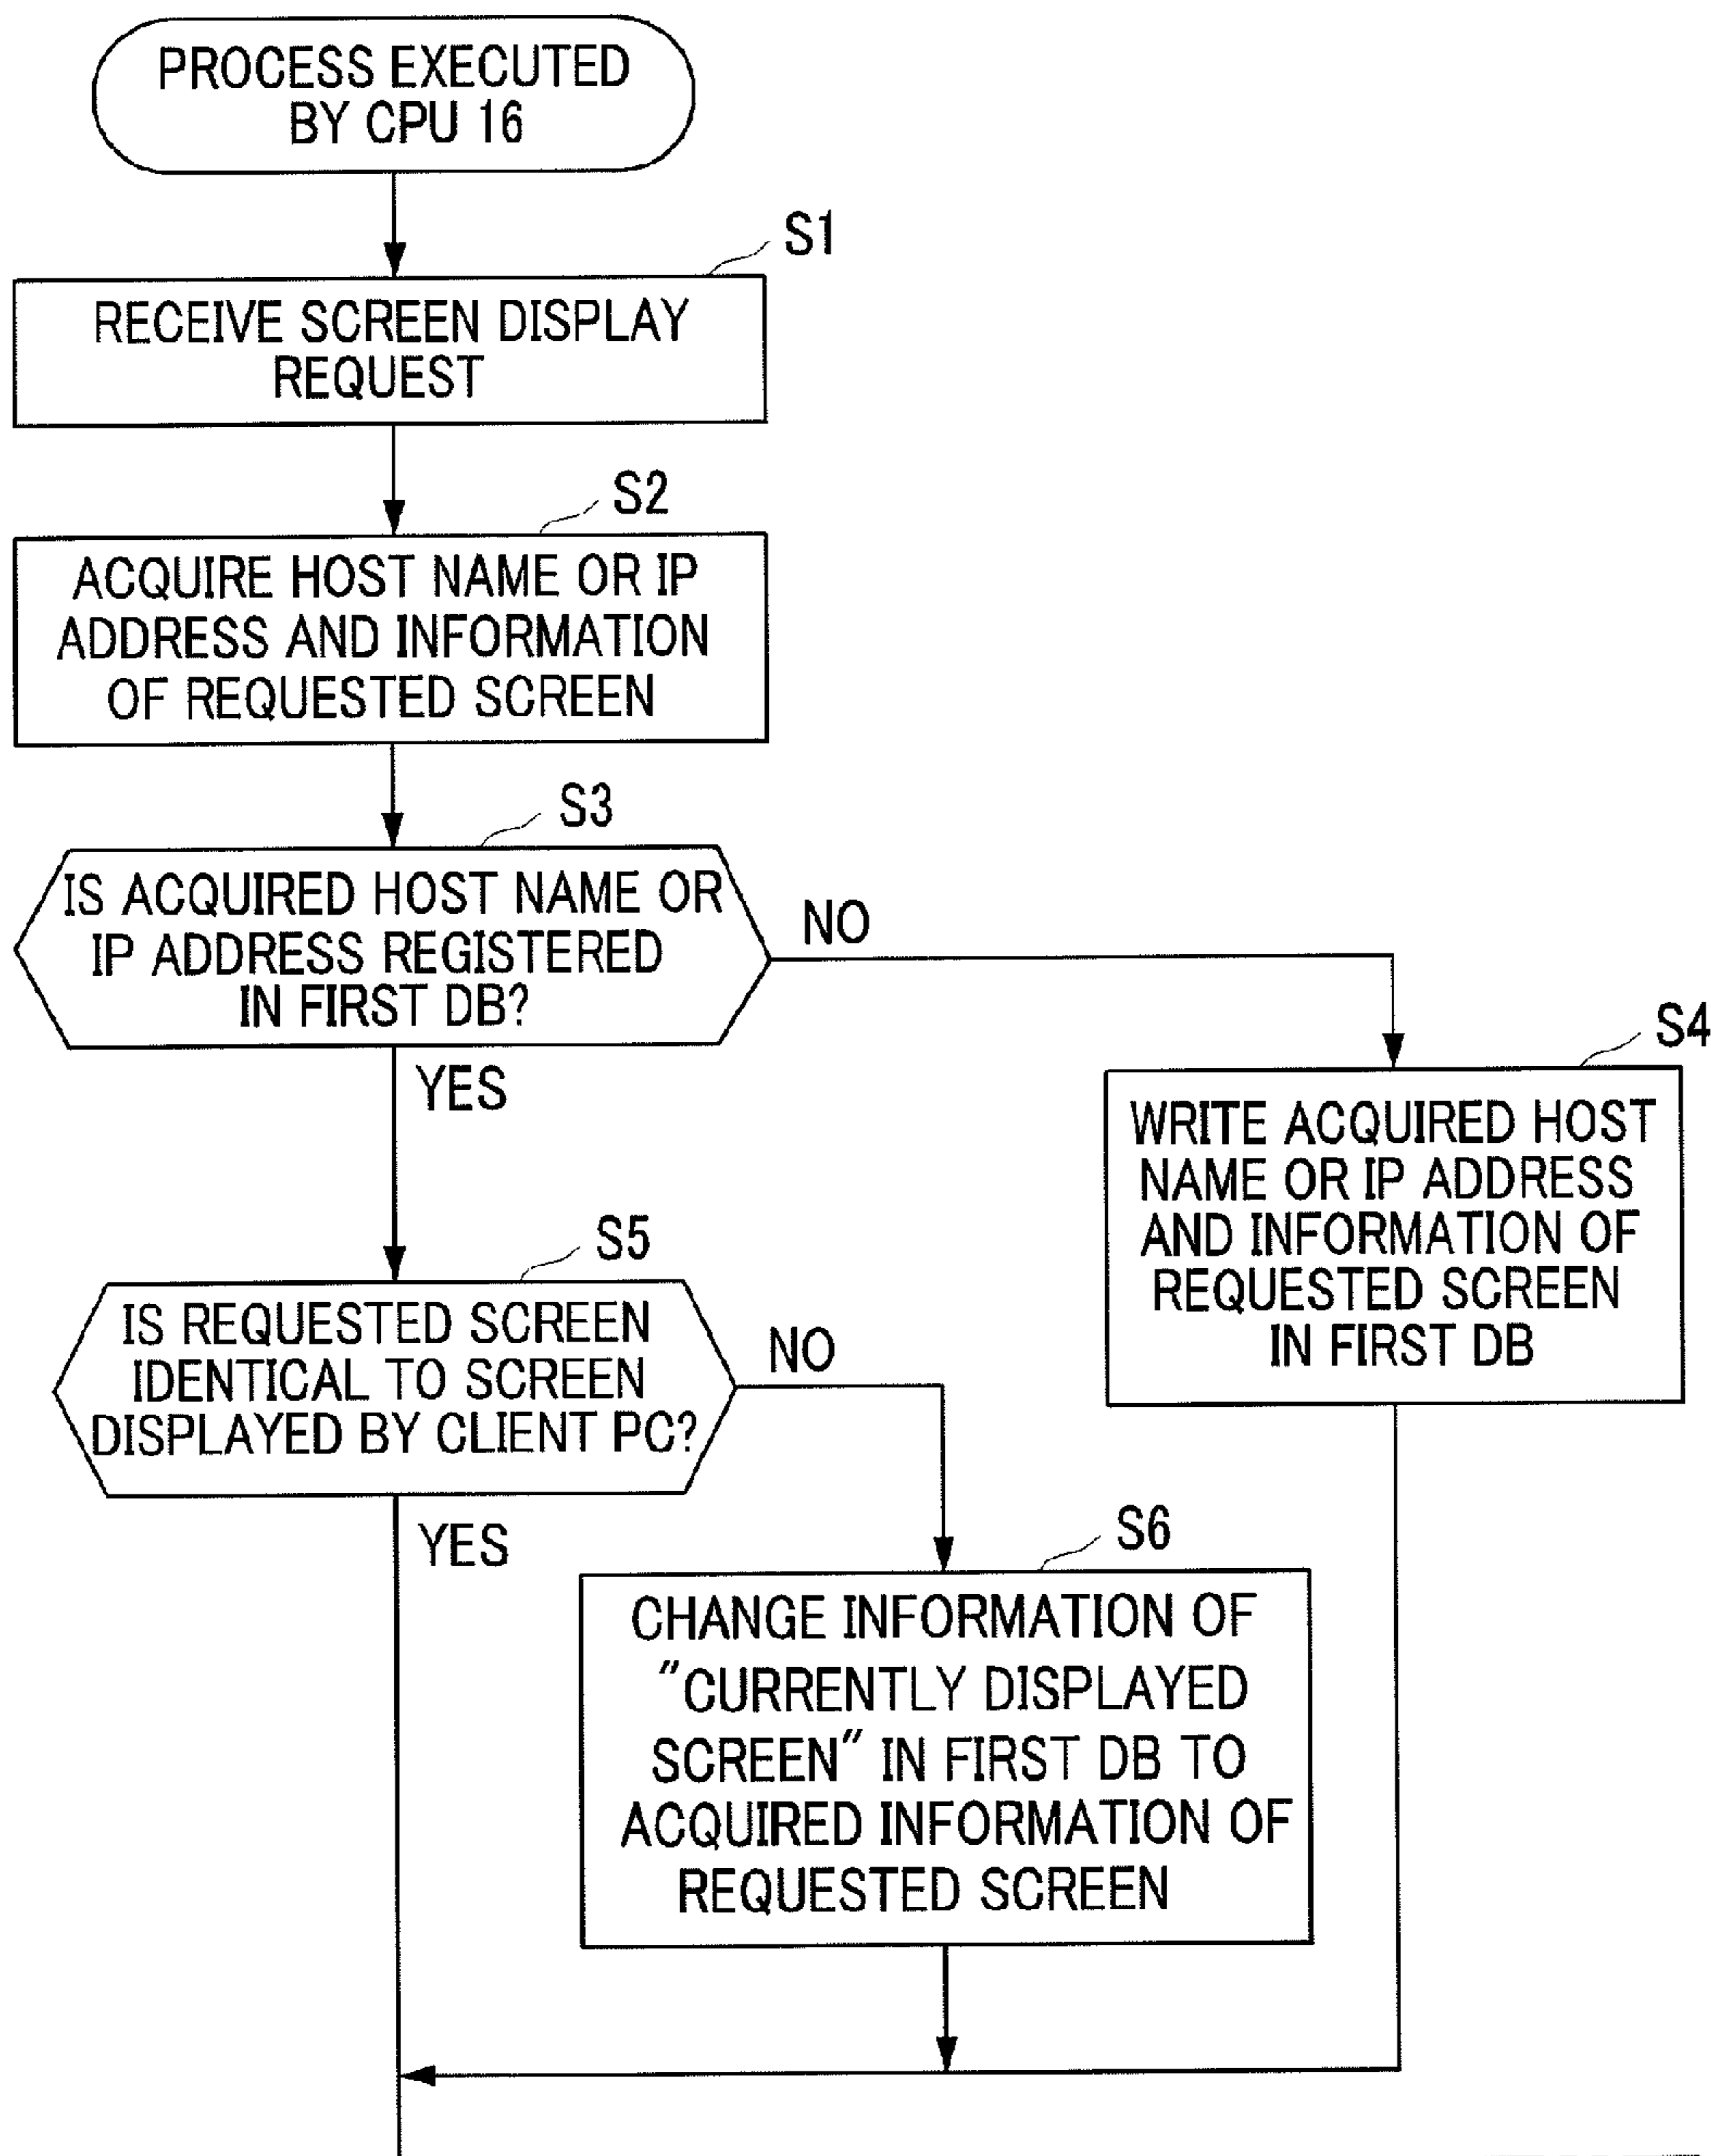 PROCESS EXECUTED
BY CPU 16
S1
RECEIVE SCREEN DISPLAY
REQUEST
S2
ACQUIRE HOST NAME OR IP
ADDRESS AND INFORMATION
OF REQUESTED SCREEN
S3
IS ACQUIRED HOST NAME OR
IP ADDRESS REGISTERED
IN FIRST DB?
NO
YES
S4
WRITE ACQUIRED HOST
NAME OR IP ADDRESS
AND INFORMATION OF
REQUESTED SCREEN
IN FIRST DB
S5
IS REQUESTED SCREEN
IDENTICAL TO SCREEN
DISPLAYED BY CLIENT PC?
NO
YES
S6
CHANGE INFORMATION OF
"CURRENTLY DISPLAYED
SCREEN" IN FIRST DB TO
ACQUIRED INFORMATION OF
REQUESTED SCREEN